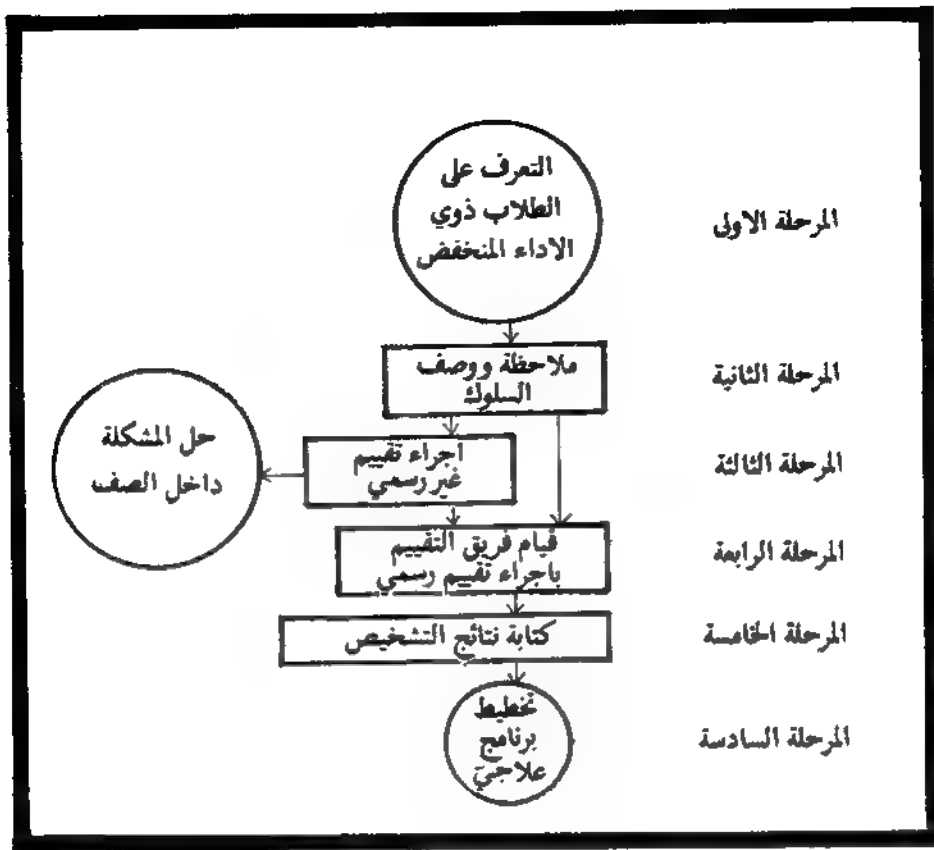 التعرف على
الطلاب ذوي
الاداء المنخفض
المرحلة الاولى
ملاحظة ووصف
السلوك
المرحلة الثانية
اجراء تقييم
غير رسمي
حل المشكلة
داخل الصف
المرحلة الثالثة
قيام فريق التقييم
باجراء تقييم رسمي
المرحلة الرابعة
كتابة نتائج التشخيص
المرحلة الخامسة
تخطيط
برنامج
علاجي
المرحلة السادسة